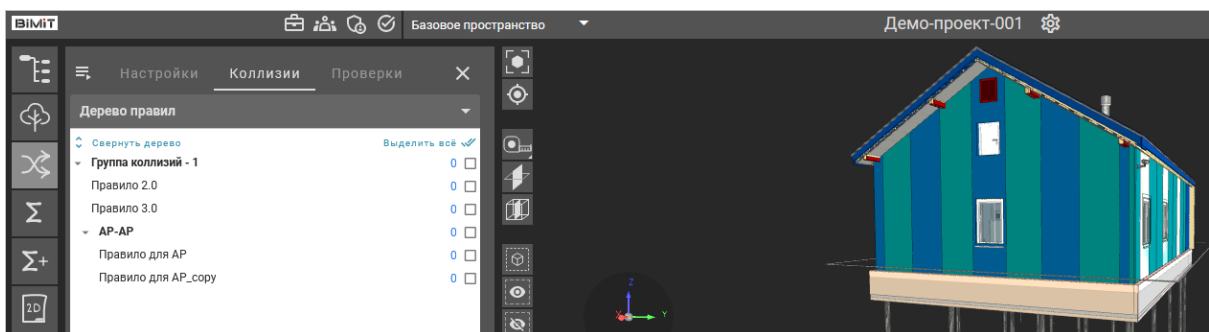 BIMiT
Базовое пространство
Демо-проект-001
Настройки Коллизии Проверки
Дерево правил
Свернуть дерево Выделить всё
Группа коллизий - 1 0
Правило 2.0 0
Правило 3.0 0
АР-АР 0
Правило для АР 0
Правило для АР_copy 0
Σ
Σ+
2D
Z
X Y